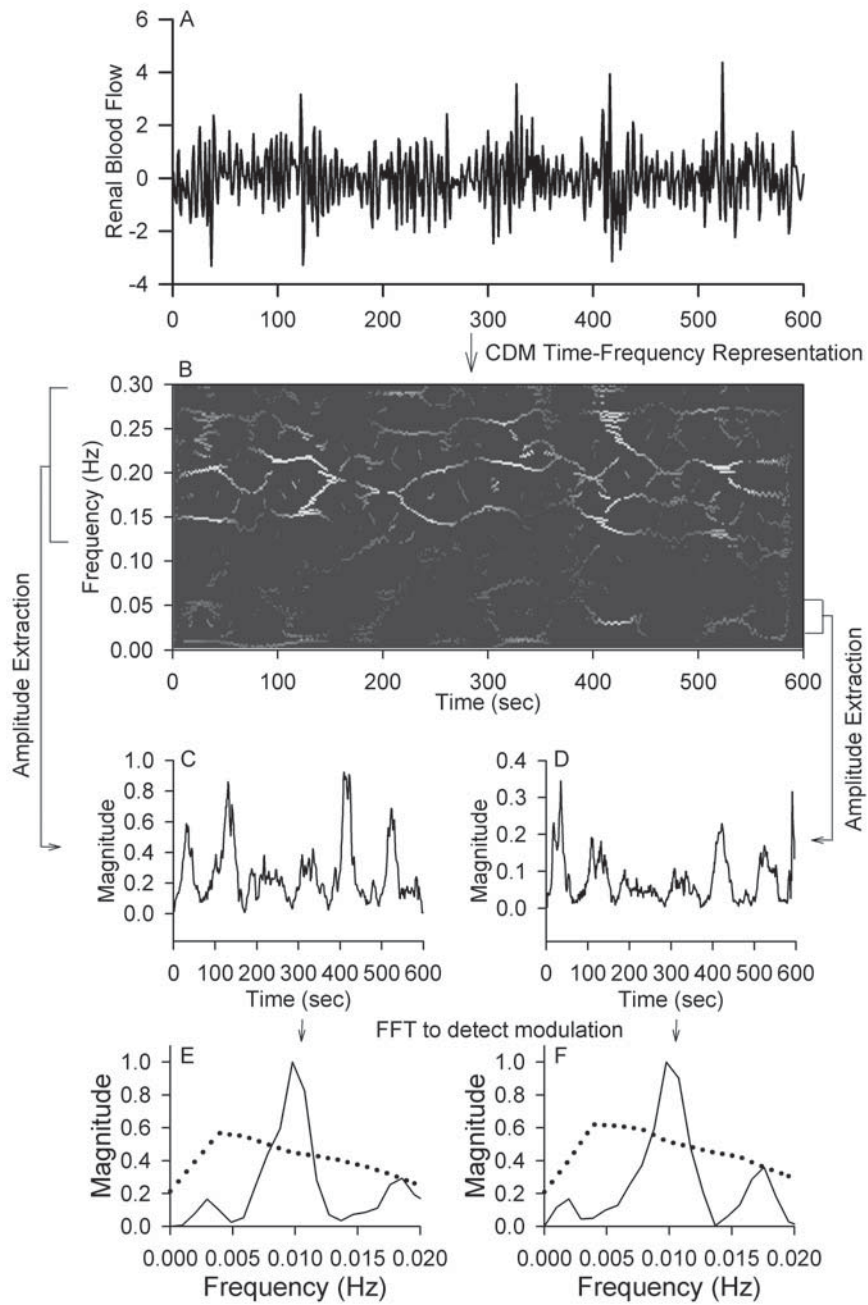 A
Renal Blood Flow
6
4
2
0
-2
-4
0 100 200 300 400 500 600
CDM Time-Frequency Representation
B
Frequency (Hz)
0.30
0.25
0.20
0.15
0.10
0.05
0.00
0 100 200 300 400 500 600
Time (sec)
Amplitude Extraction
Amplitude Extraction
C
Magnitude
1.0
0.8
0.6
0.4
0.2
0.0
0 100 200 300 400 500 600
Time (sec)
D
Magnitude
0.4
0.3
0.2
0.1
0.0
0 100 200 300 400 500 600
Time (sec)
FFT to detect modulation
E
Magnitude
1.0
0.8
0.6
0.4
0.2
0.0
0.000 0.005 0.010 0.015 0.020
Frequency (Hz)
F
Magnitude
1.0
0.8
0.6
0.4
0.2
0.0
0.000 0.005 0.010 0.015 0.020
Frequency (Hz)